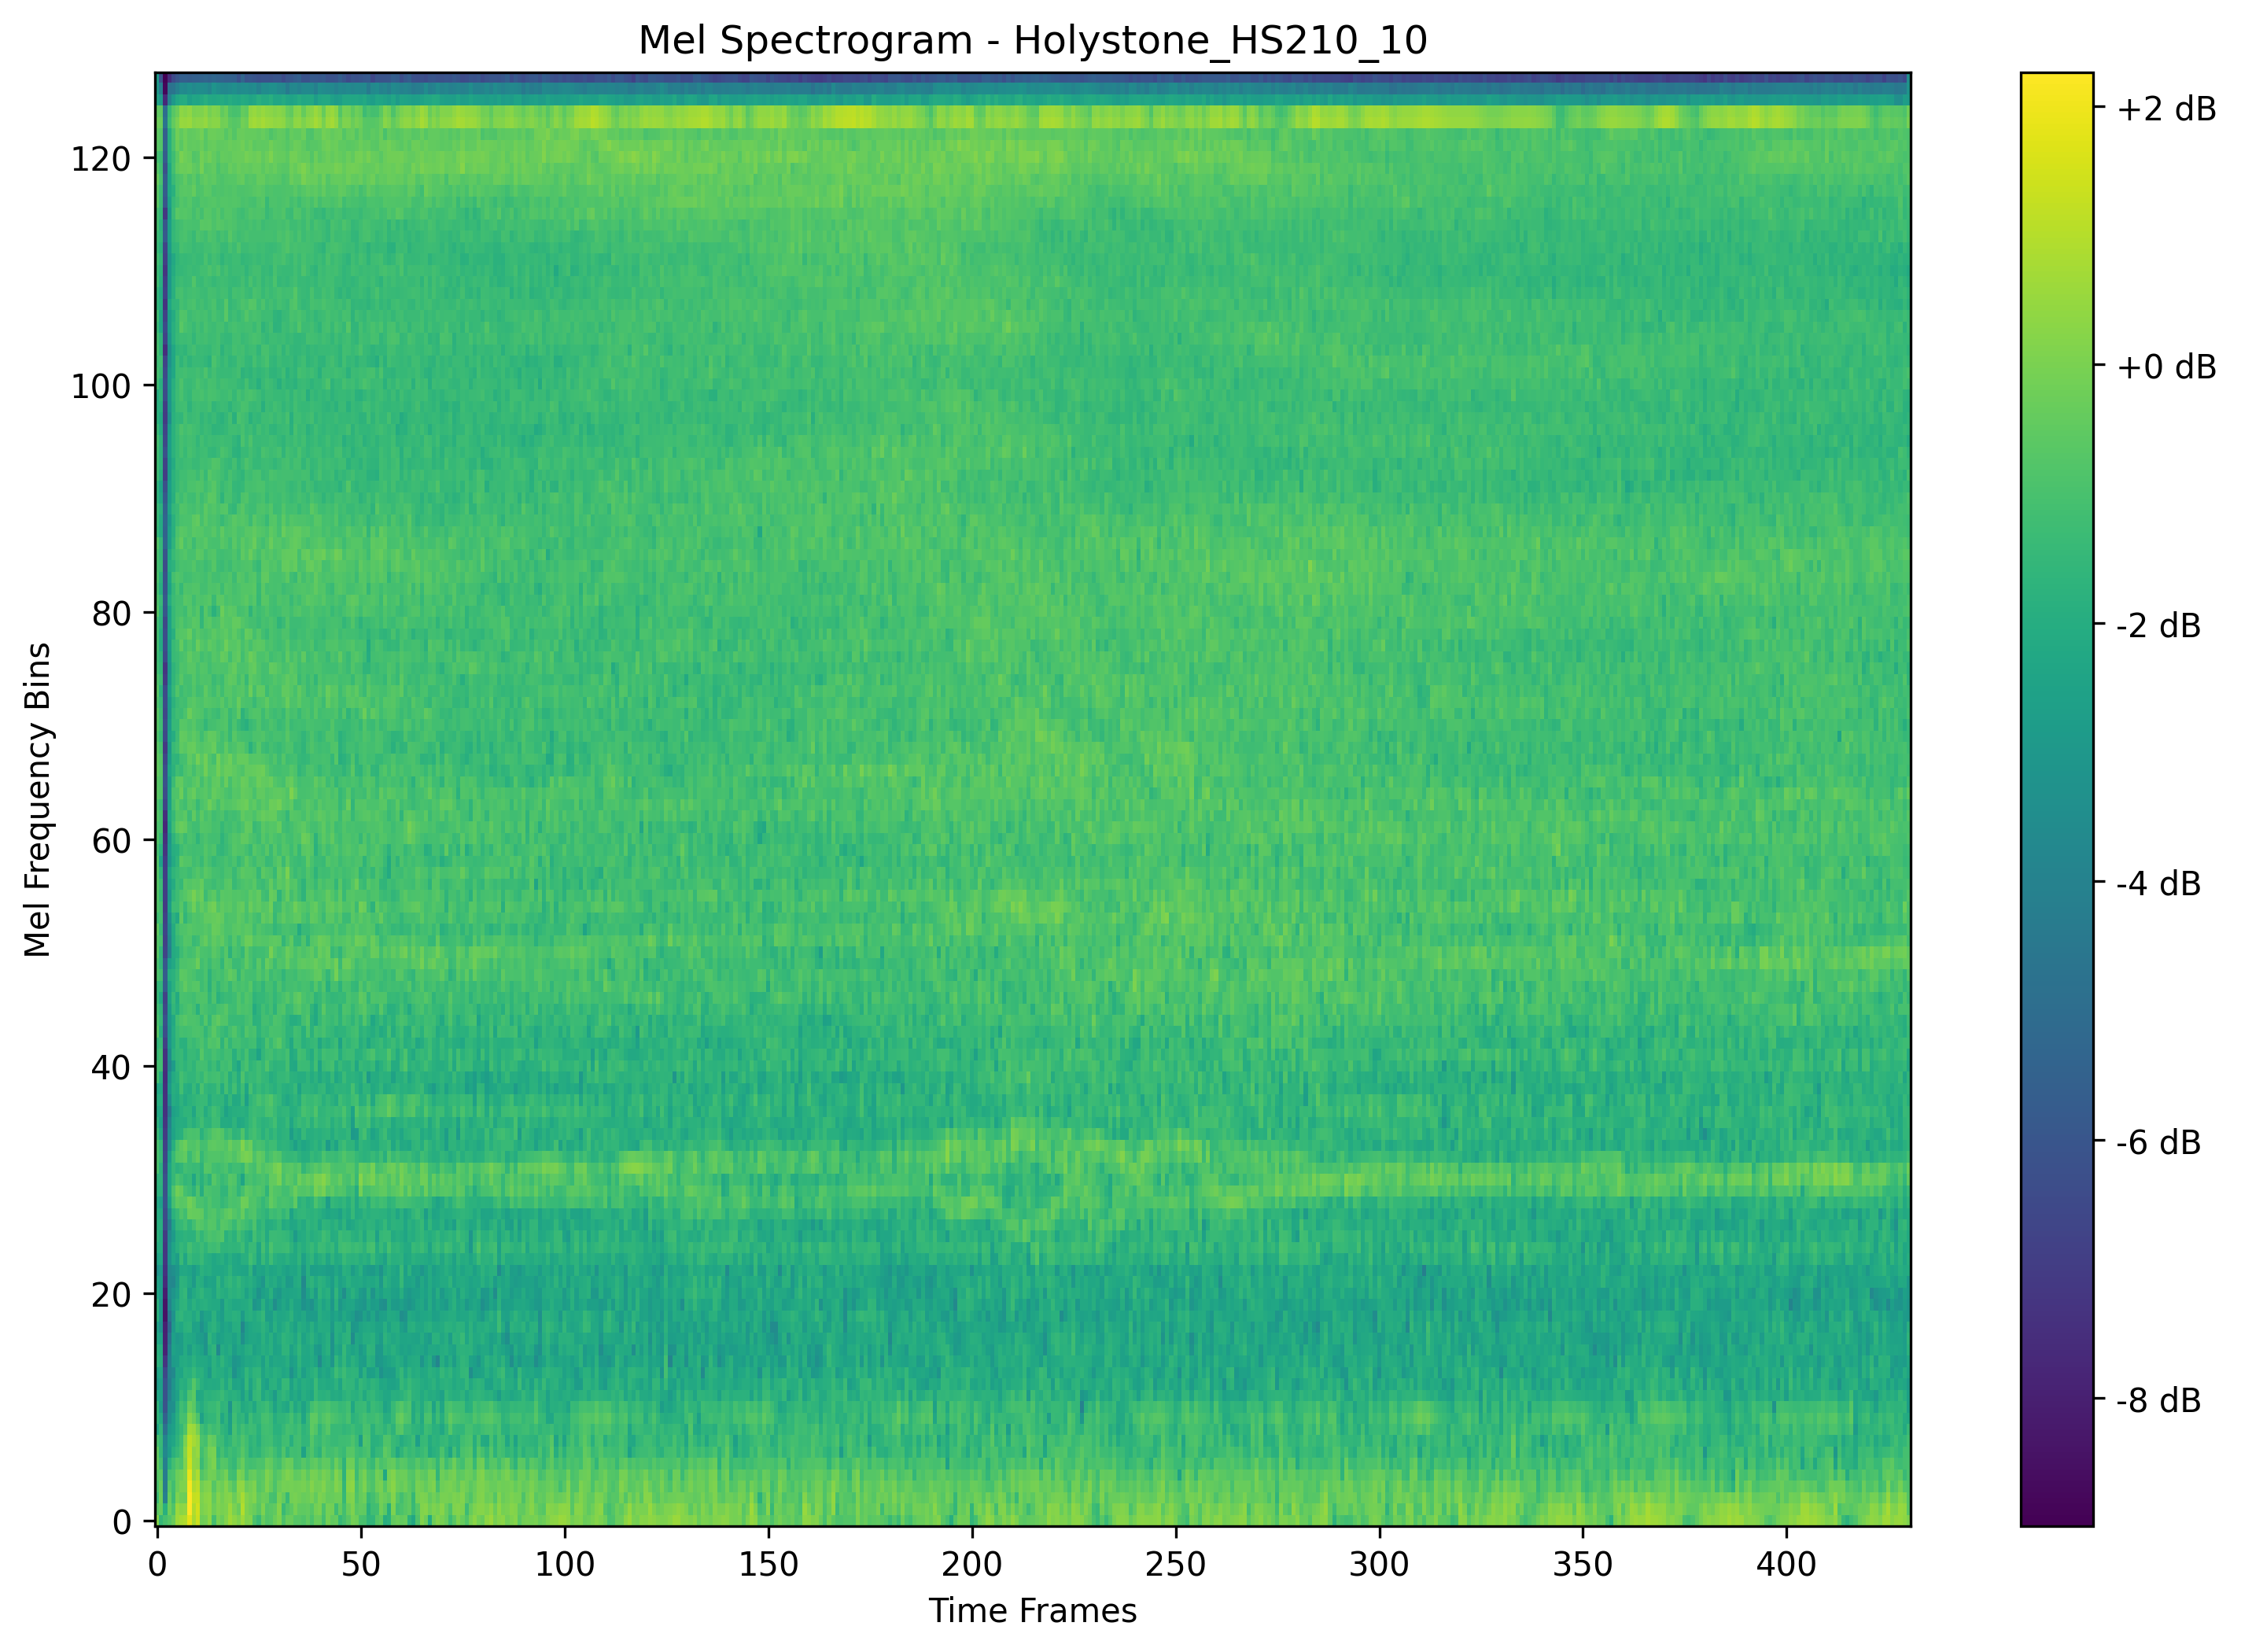 Mel Spectrogram - Holystone_HS210_10
Mel Frequency Bins
120
100
80
60
40
20
0
0 50 100 150 200 250 300 350 400
Time Frames
+2 dB
+0 dB
-2 dB
-4 dB
-6 dB
-8 dB